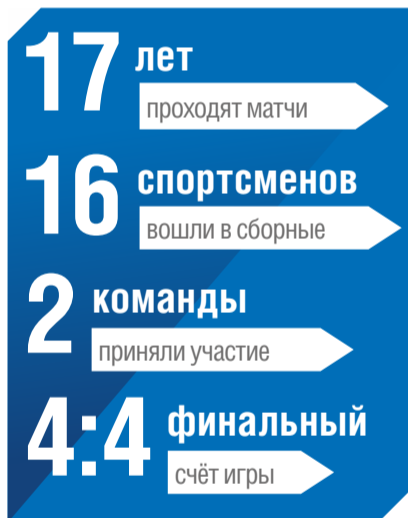 17 лет
проходят матчи
16 спортсменов
вошли в сборные
2 команды
приняли участие
4:4 финальный
счёт игры